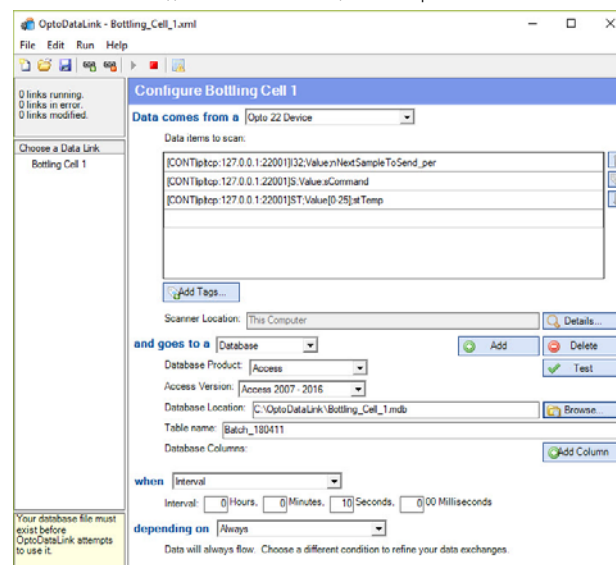 OptoDataLink - Bottling_Cell_1.xml
File Edit Run Help
0 links running.
0 links in error.
0 links modified.
Choose a Data Link
Bottling Cell 1
Configure Bottling Cell 1
Data comes from a Opto 22 Device
Data items to scan:
[CONT|ip:tcp:127.0.0.1:22001]I32;Value;nNextSampleToSend_per
[CONT|ip:tcp:127.0.0.1:22001]S;Value;sCommand
[CONT|ip:tcp:127.0.0.1:22001]ST;Value[0-25];stTemp
Add Tags...
Scanner Location: This Computer Details...
and goes to a Database Add Delete
Database Product: Access Test
Access Version: Access 2007 - 2016
Database Location: C:\OptoDataLink\Bottling_Cell_1.mdb Browse...
Table name: Batch_180411
Database Columns: Add Column
when Interval
Interval: 0 Hours, 0 Minutes, 10 Seconds, 0 00 Milliseconds
depending on Always
Data will always flow. Choose a different condition to refine your data exchanges.
Your database file must
exist before
OptoDataLink attempts
to use it.